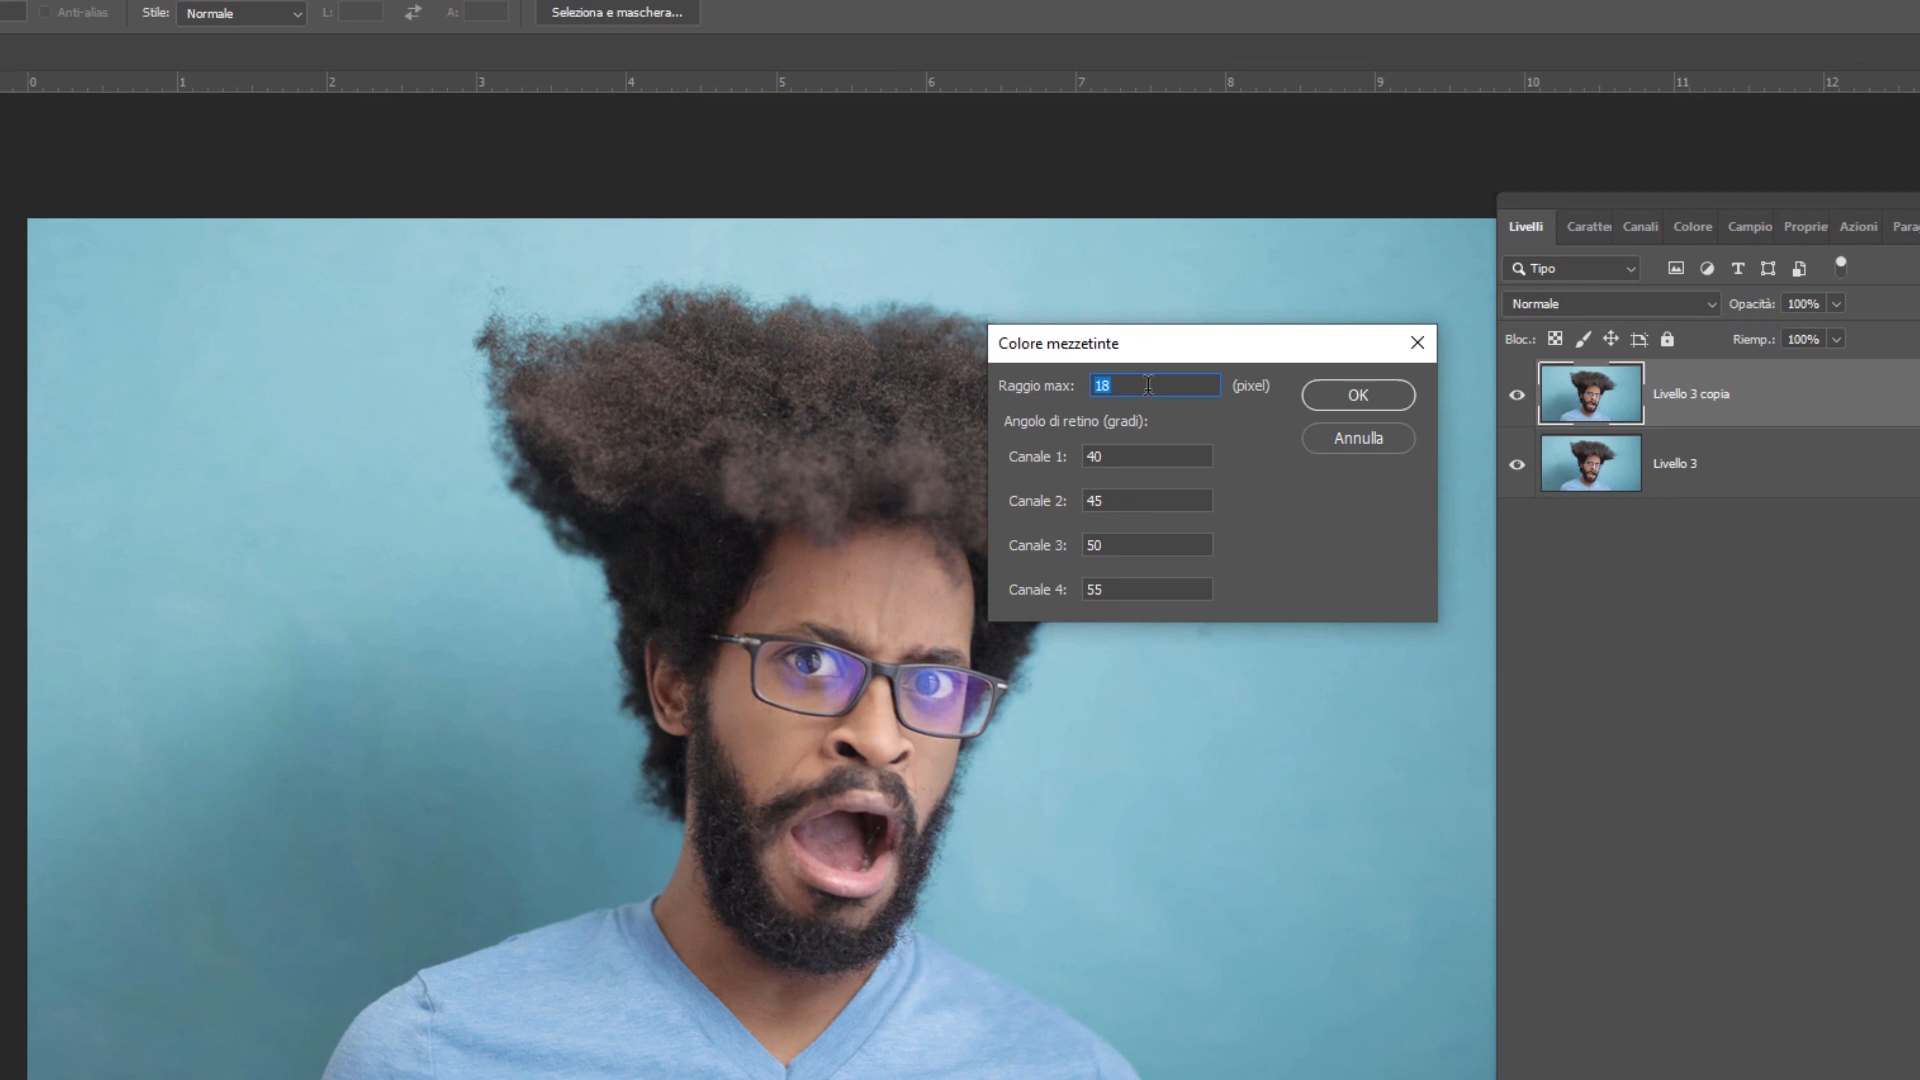 Anti-alias Stile: Normale L: A: Seleziona e maschera...
0 1 2 3 4 5 6 7 8 9 10 11 12
Livelli Caratter Canali Colore Campio Proprie Azioni Para
Tipo
Normale Opacità: 100%
Bloc.: Riemp.: 100%
Livello 3 copia
Livello 3
Colore mezzetinte
Raggio max: 18 (pixel) OK
Angolo di retino (gradi): Annulla
Canale 1: 40
Canale 2: 45
Canale 3: 50
Canale 4: 55